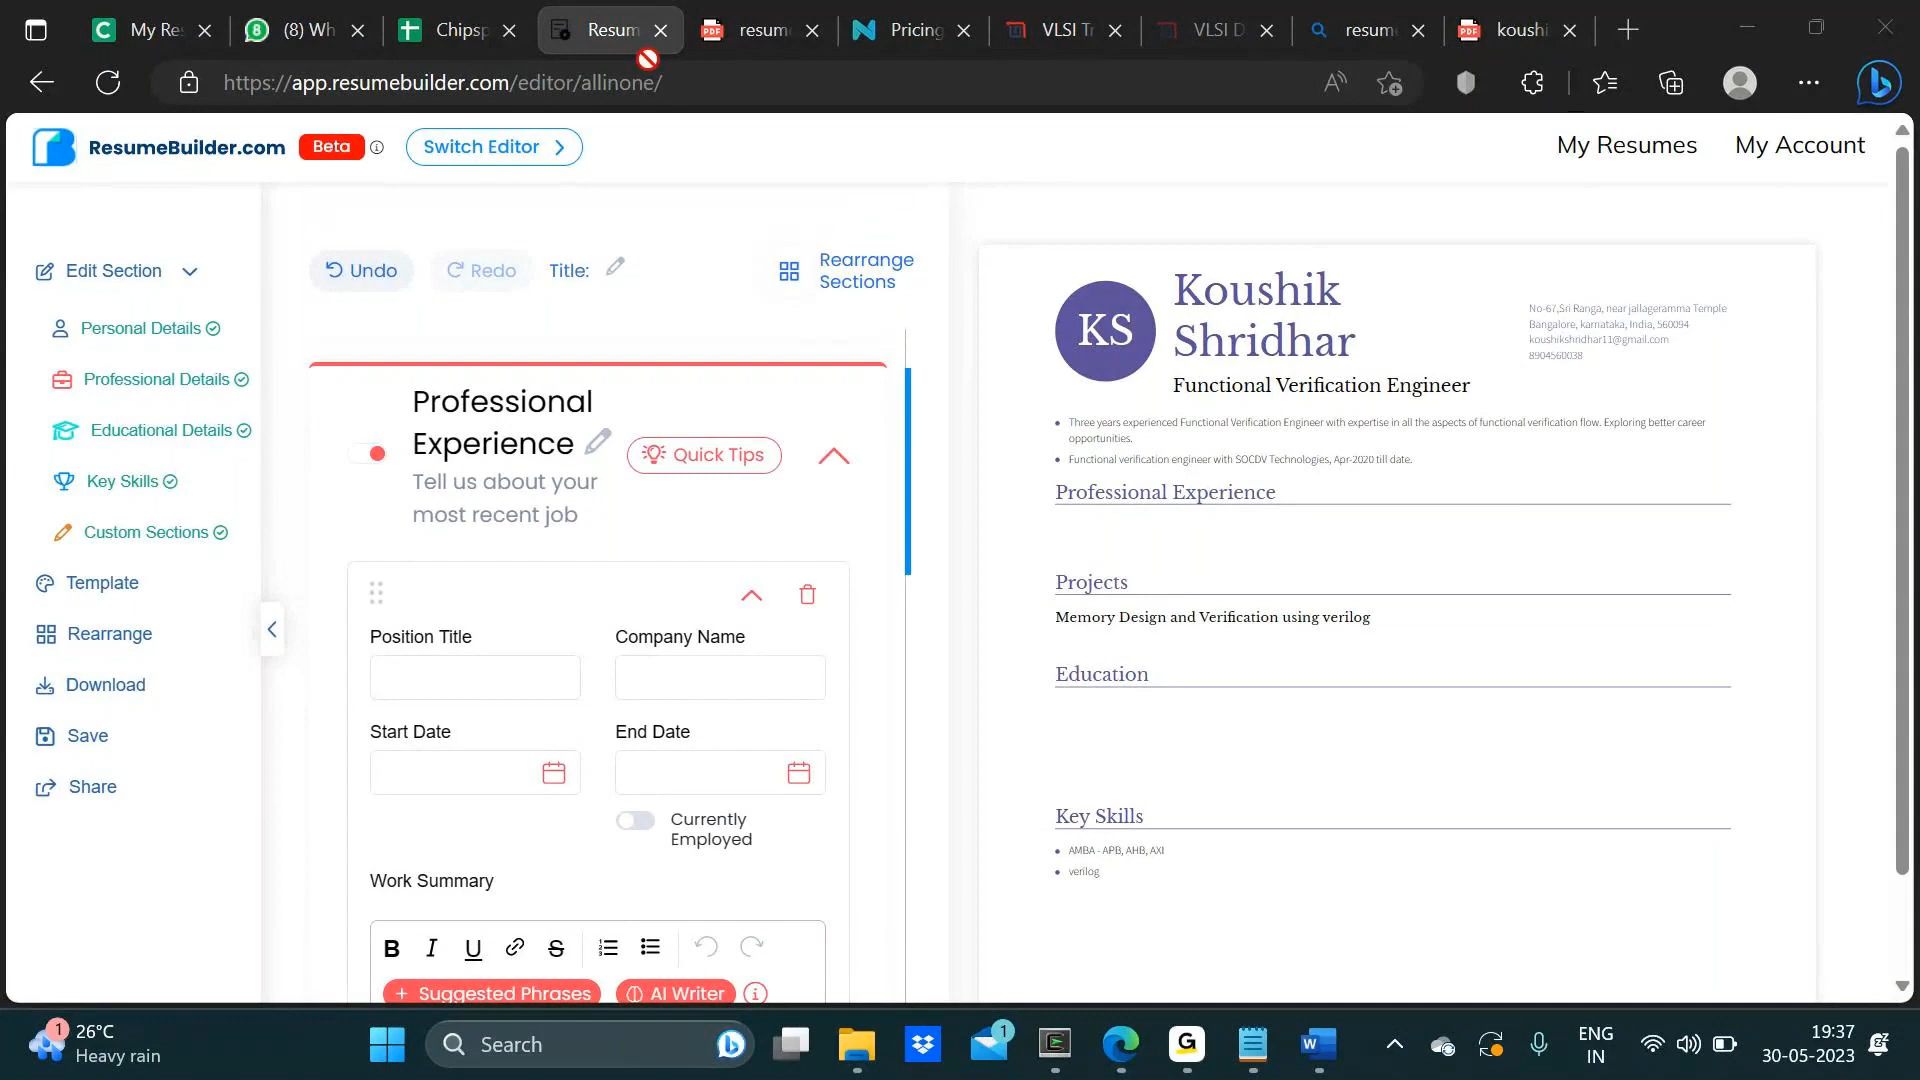 My Res
8
(8) Wh
Chipsp
Resum
PDF
resume
Pricing
VLSI Tr
VLSI D
resum
PDF
koushi
https://app.resumebuilder.com/editor/allinone/
ResumeBuilder.com
Beta
Switch Editor
My Resumes
My Account
Edit Section
Personal Details
Professional Details
Educational Details
Key Skills
Custom Sections
Template
Rearrange
Download
Save
Share
Undo
Redo
Title:
Rearrange
Sections
Professional
Experience
Quick Tips
Tell us about your
most recent job
Position Title
Company Name
Start Date
End Date
Currently
Employed
Work Summary
B I U S
+ Suggested Phrases
AI Writer
KS
Koushik
Shridhar
Functional Verification Engineer
No-67,Sri Ranga, near jallageramma Temple
Bangalore, karnataka, India, 560094
koushikshridhar11@gmail.com
8904560038
Three years experienced Functional Verification Engineer with expertise in all the aspects of functional verification flow. Exploring better career
opportunities.
Functional verification engineer with SOCDV Technologies, Apr-2020 till date.
Professional Experience
Projects
Memory Design and Verification using verilog
Education
Key Skills
AMBA - APB, AHB, AXI
verilog
1
26°C
Heavy rain
Search
1
ENG
IN
19:37
30-05-2023